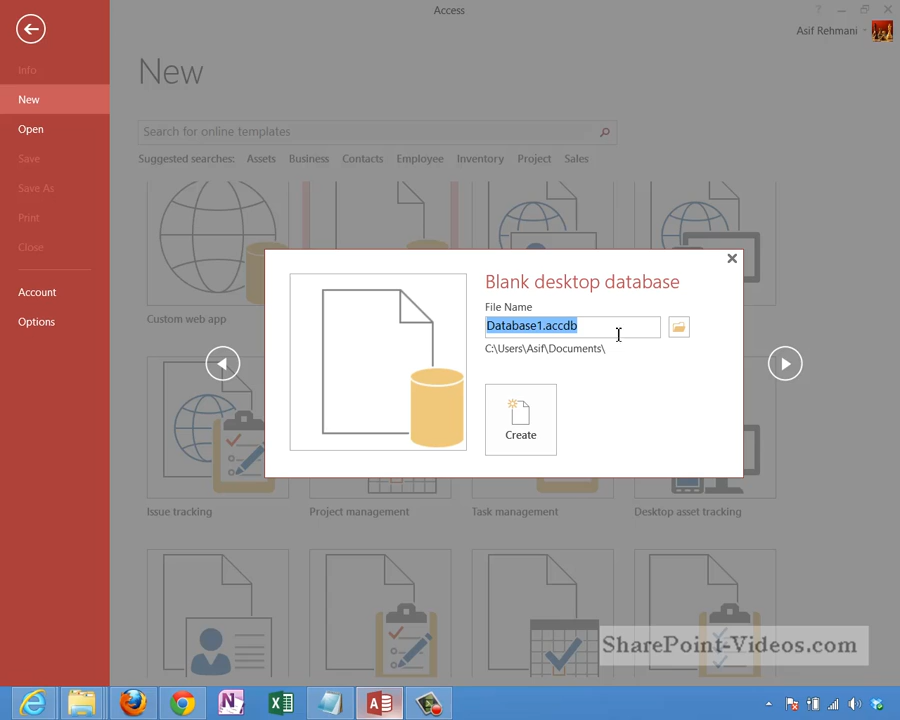 Access
Asif Rehmani
Info
New
Open
Save
Save As
Print
Close
Account
Options
New
Search for online templates
Suggested searches: Assets Business Contacts Employee Inventory Project Sales
Custom web app
Blank desktop database
File Name
Database1.accdb
C:\Users\Asif\Documents\
Create
Issue tracking
Project management
Task management
Desktop asset tracking
SharePoint-Videos.com